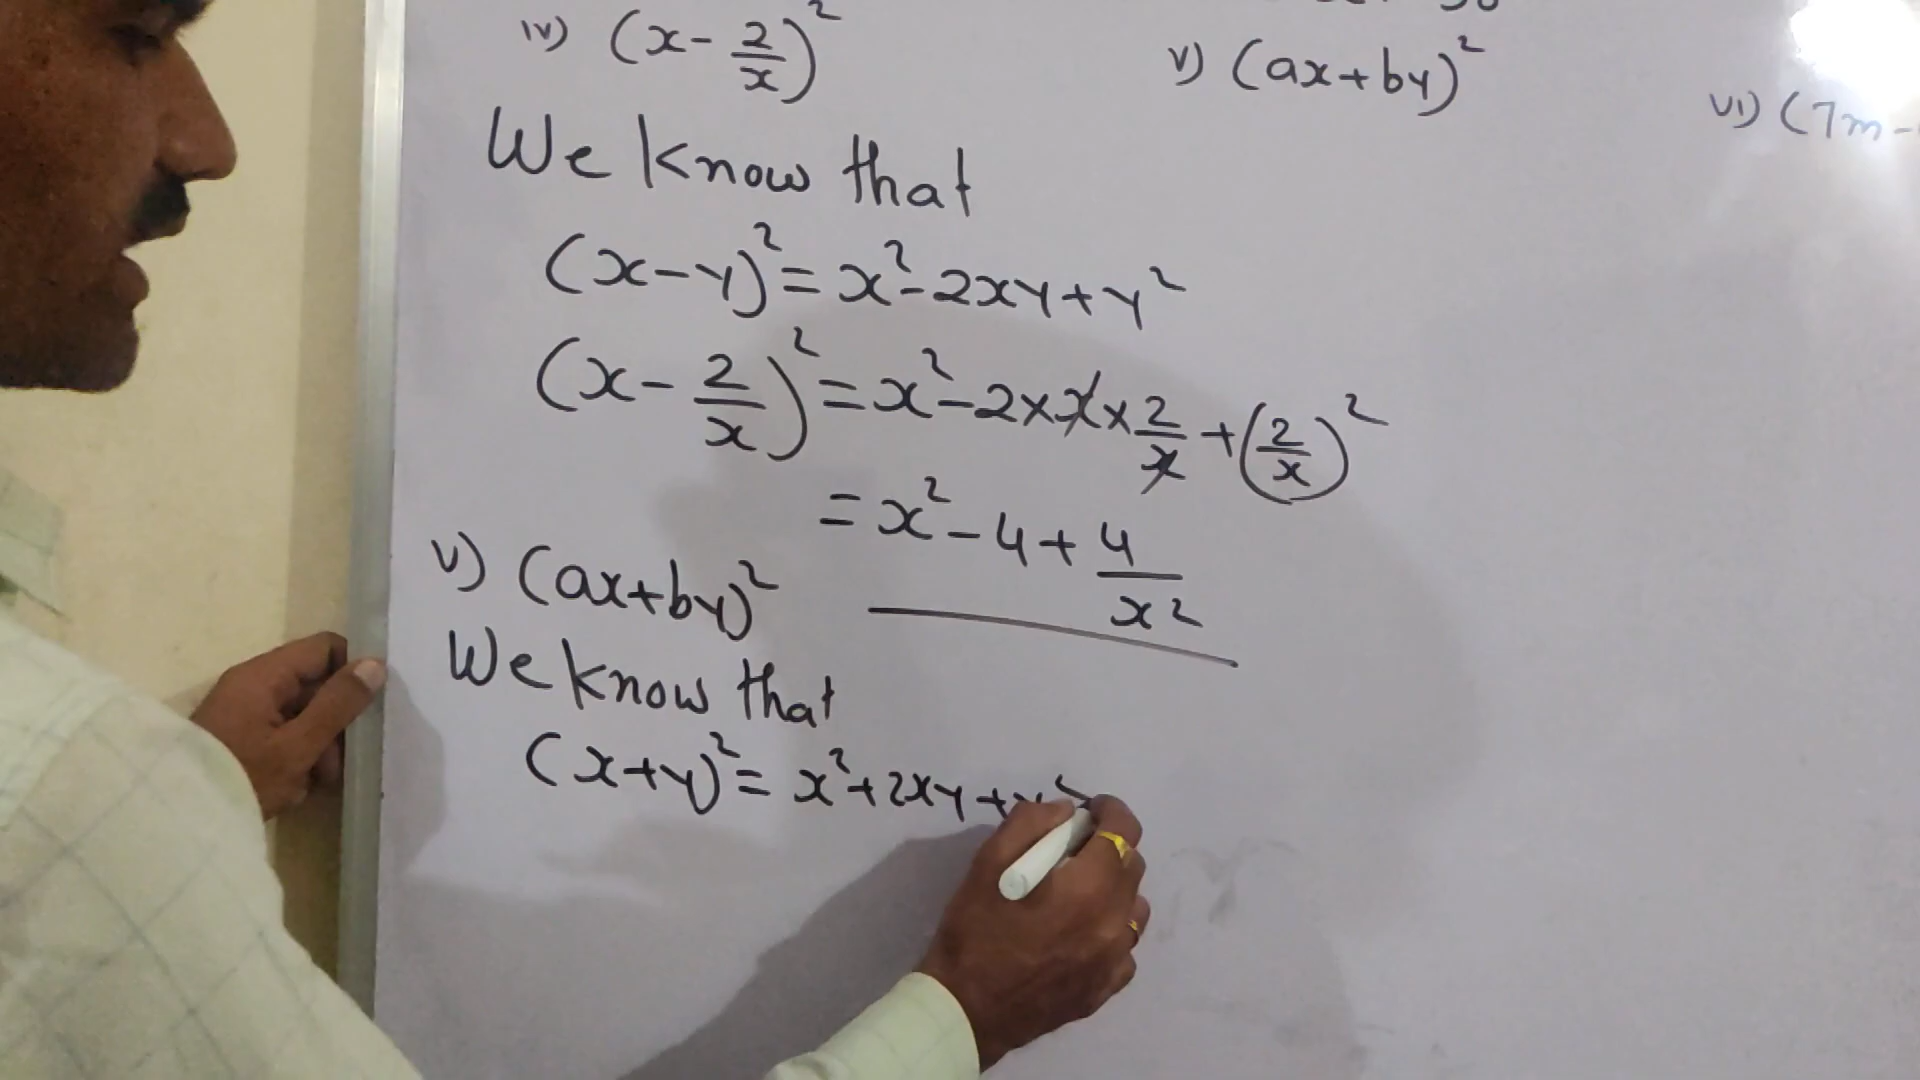 iv) (x - 2/x)²
v) (ax+by)²
vi) (7m -
We know that
(x-y)² = x² - 2xy + y²
(x - 2/x)² = x² - 2 × x × 2/x + (2/x)²
= x² - 4 + 4/x²
v) (ax+by)²
We know that
(x+y)² = x² + 2xy + y²